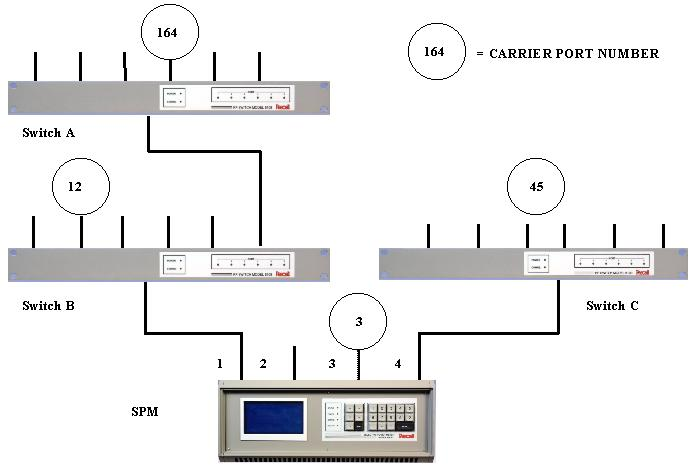 164
164
= CARRIER PORT NUMBER
Switch A
12
45
Switch B
Switch C
3
1 2 3 4
SPM